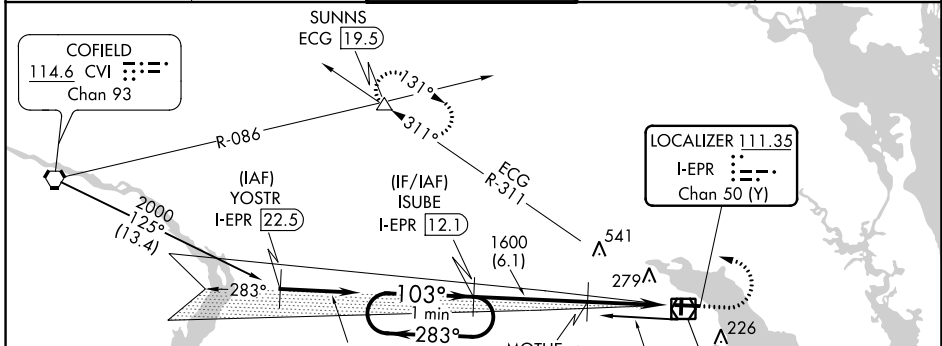 SUNNS
ECG 19.5
COFIELD
114.6 CVI
Chan 93
131°
311°
R-086
LOCALIZER 111.35
I-EPR
Chan 50 (Y)
ECG
R-311
(IAF)
YOSTR
I-EPR 22.5
(IF/IAF)
ISUBE
I-EPR 12.1
2000
125°
(13.4)
1600
(6.1)
541
279
283°
103°
1 min
283°
226